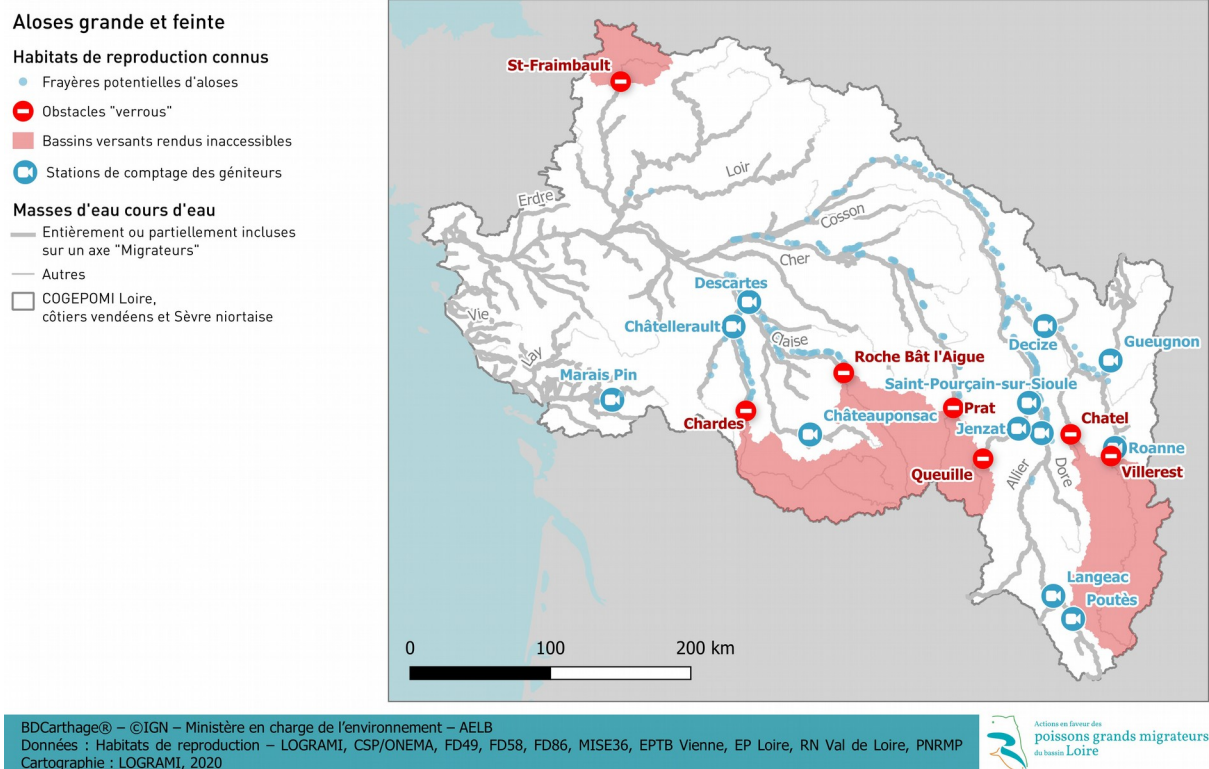 Aloses grande et feinte
Habitats de reproduction connus
Frayères potentielles d'aloses
Obstacles "verrous"
Bassins versants rendus inaccessibles
Stations de comptage des géniteurs
Masses d'eau cours d'eau
Entièrement ou partiellement incluses
sur un axe "Migrateurs"
Autres
COGEPOMI Loire,
côtiers vendéens et Sèvre niortaise
St-Fraimbault
Loir
Erdre
Cosson
Cher
Descartes
Vie
Châtellerault
Claise
Decize
Gueugnon
Lay
Roche Bât l'Aigue
Marais Pin
Saint-Pourçain-sur-Sioule
Prat
Chardes
Châteauponsac
Jenzat
Chatel
Roanne
Queuille
Allier
Dore
Villerest
Langeac
Poutès
0 100 200 km
BDCarthage® – ©IGN – Ministère en charge de l'environnement – AELB
Données : Habitats de reproduction – LOGRAMI, CSP/ONEMA, FD49, FD58, FD86, MISE36, EPTB Vienne, EP Loire, RN Val de Loire, PNRMP
Cartographie : LOGRAMI, 2020
Actions en faveur des
poissons grands migrateurs
du bassin Loire